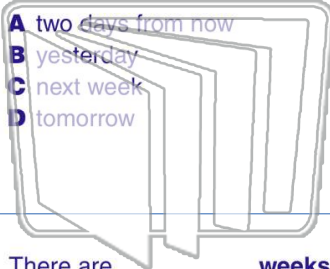 A two days from now
B yesterday
C next week
D tomorrow
There are weeks